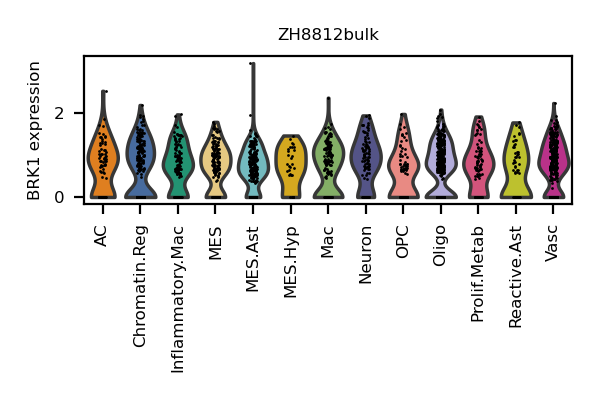 ZH8812bulk
BRK1 expression
2
0
AC
Chromatin.Reg
Inflammatory.Mac
MES
MES.Ast
MES.Hyp
Mac
Neuron
OPC
Oligo
Prolif.Metab
Reactive.Ast
Vasc